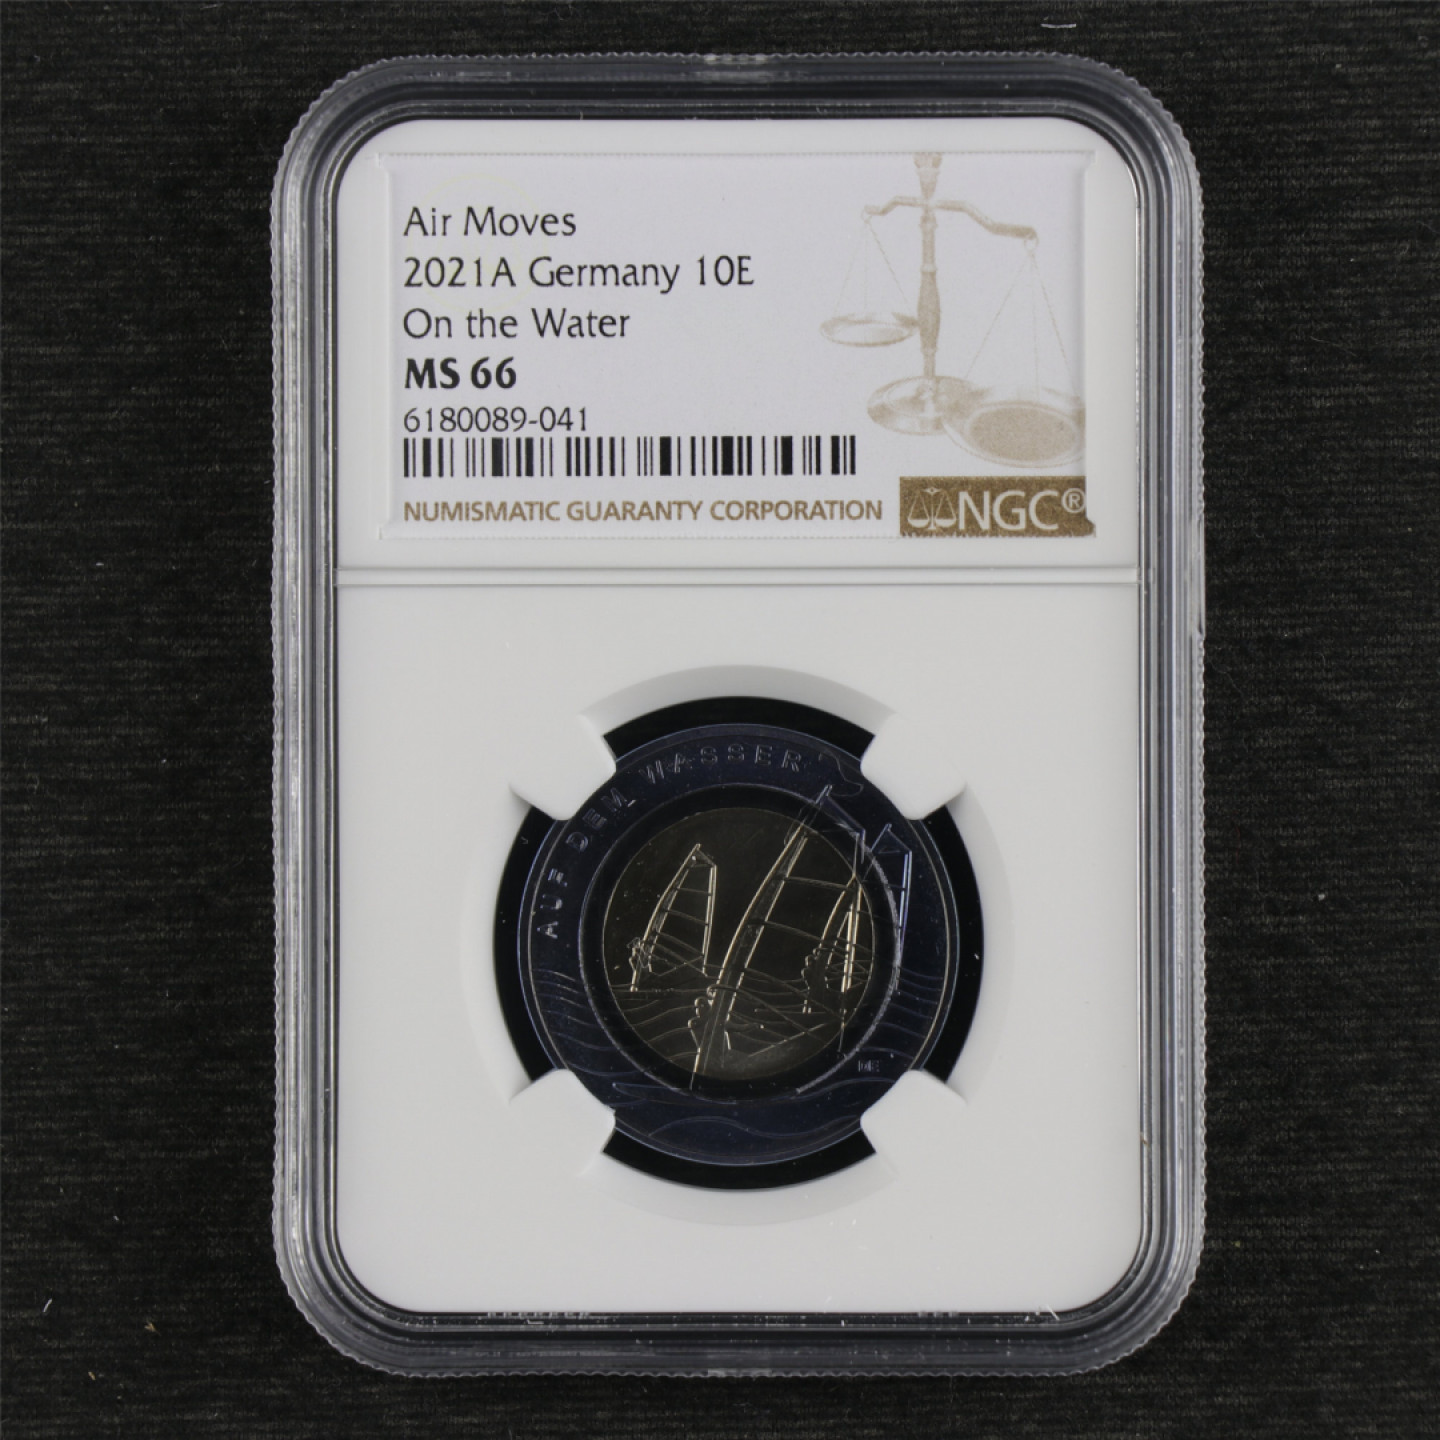 Air Moves
2021A Germany 10E
On the Water
MS 66
6180089-041
NUMISMATIC GUARANTY CORPORATION
NGC®
AUF DEM WASSER
DE